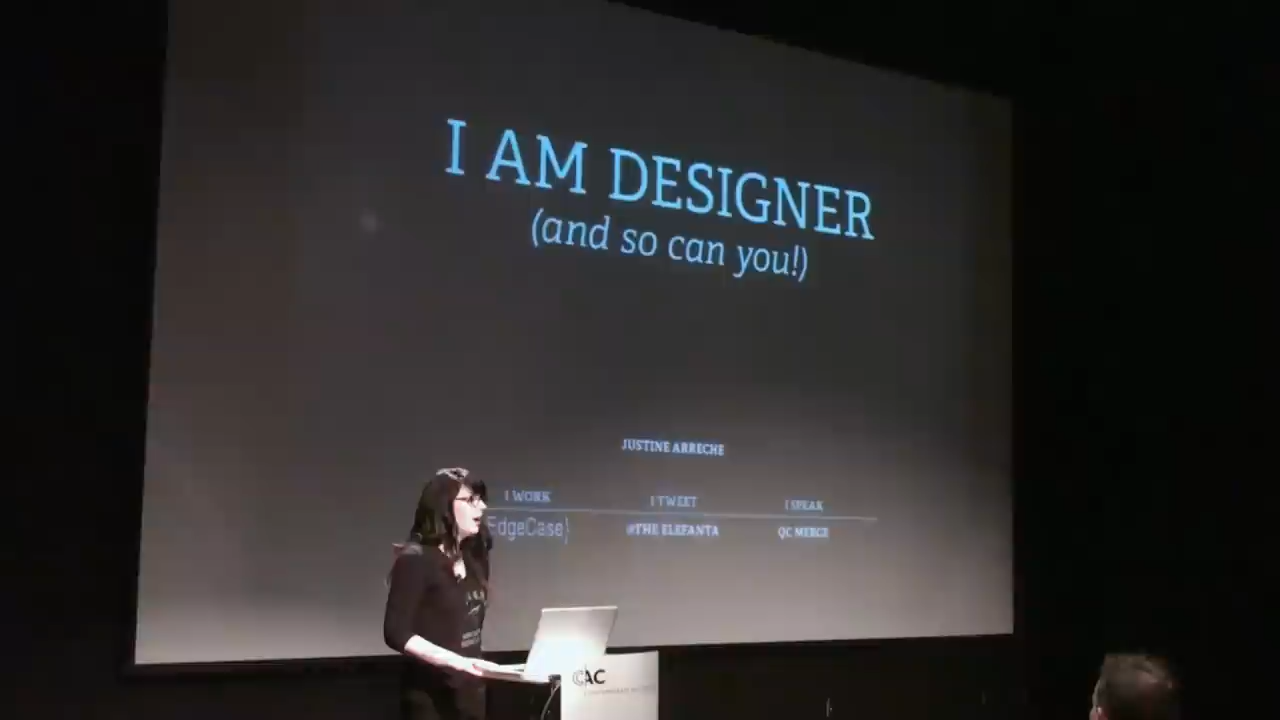 I AM DESIGNER
(and so can you!)
JUSTINE ARRECHE
I WORK I TWEET I SPEAK
EdgeCase} @THE ELEFANTA QC MERGE
CAC